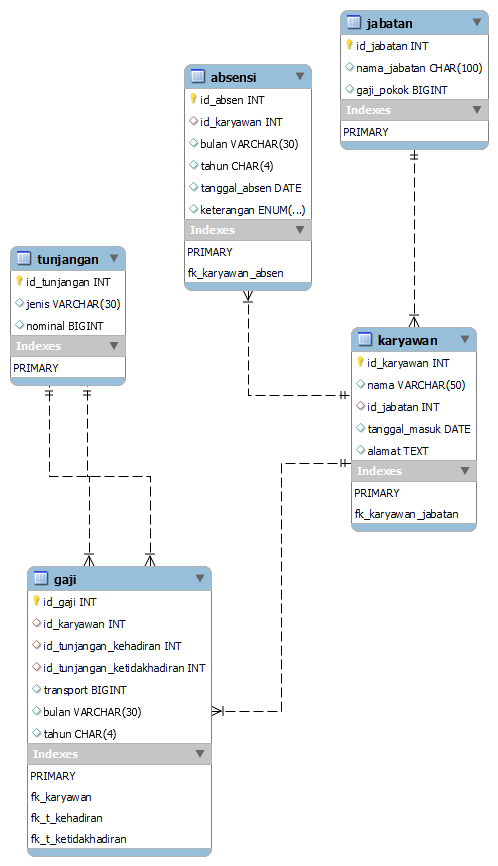 jabatan
id_jabatan INT
nama_jabatan CHAR(100)
gaji_pokok BIGINT
Indexes
PRIMARY
absensi
id_absen INT
id_karyawan INT
bulan VARCHAR(30)
tahun CHAR(4)
tanggal_absen DATE
keterangan ENUM(...)
Indexes
PRIMARY
fk_karyawan_absen
tunjangan
id_tunjangan INT
jenis VARCHAR(30)
nominal BIGINT
Indexes
PRIMARY
karyawan
id_karyawan INT
nama VARCHAR(50)
id_jabatan INT
tanggal_masuk DATE
alamat TEXT
Indexes
PRIMARY
fk_karyawan_jabatan
gaji
id_gaji INT
id_karyawan INT
id_tunjangan_kehadiran INT
id_tunjangan_ketidakhadiran INT
transport BIGINT
bulan VARCHAR(30)
tahun CHAR(4)
Indexes
PRIMARY
fk_karyawan
fk_t_kehadiran
fk_t_ketidakhadiran